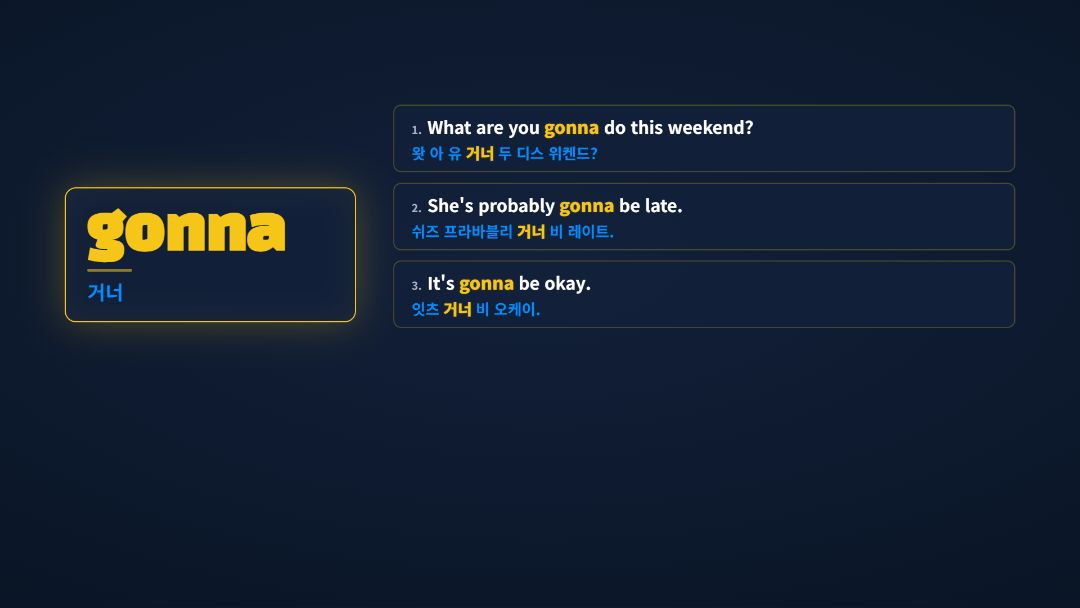 gonna
거너
1. What are you gonna do this weekend?
왓 아 유 거너 두 디스 위켄드?
2. She's probably gonna be late.
쉬즈 프라바블리 거너 비 레이트.
3. It's gonna be okay.
잇츠 거너 비 오케이.